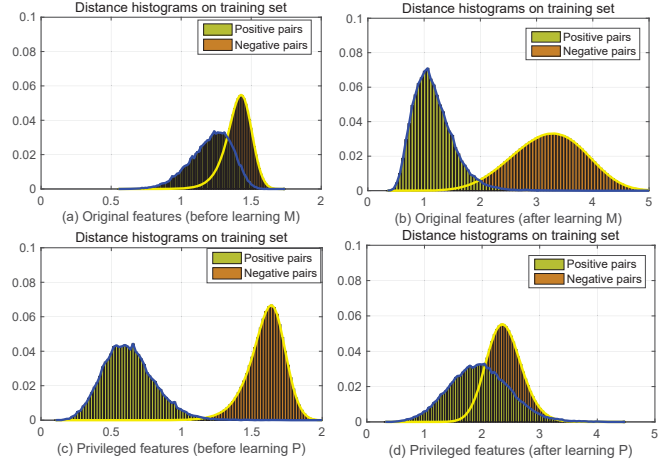 Distance histograms on training set
0.1
0.08
0.06
0.04
0.02
0
Positive pairs
Negative pairs
0 0.5 1 1.5 2
(a) Original features (before learning M)
Distance histograms on training set
0.1
0.08
0.06
0.04
0.02
0
Positive pairs
Negative pairs
0 1 2 3 4 5
(b) Original features (after learning M)
Distance histograms on training set
0.1
0.08
0.06
0.04
0.02
0
Positive pairs
Negative pairs
0 0.5 1 1.5 2
(c) Privileged features (before learning P)
Distance histograms on training set
0.1
0.08
0.06
0.04
0.02
0
Positive pairs
Negative pairs
0 1 2 3 4 5
(d) Privileged features (after learning P)